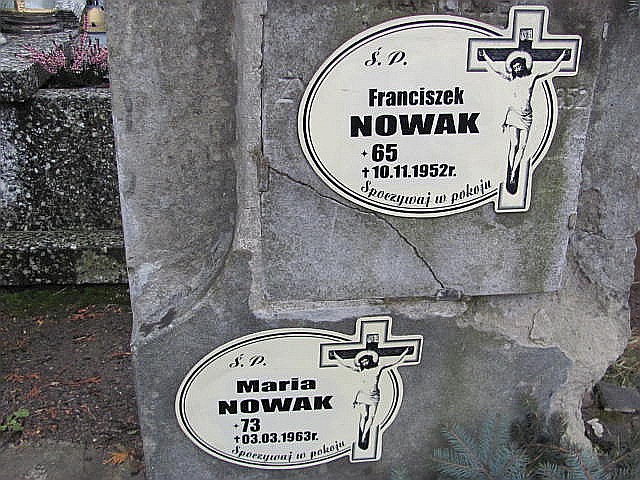 Ś. P.
Franciszek
NOWAK
+ 65
† 10.11.1952r.
Spoczywaj w pokoju
Ś. P.
Maria
NOWAK
+ 73
† 03.03.1963r.
Spoczywaj w pokoju